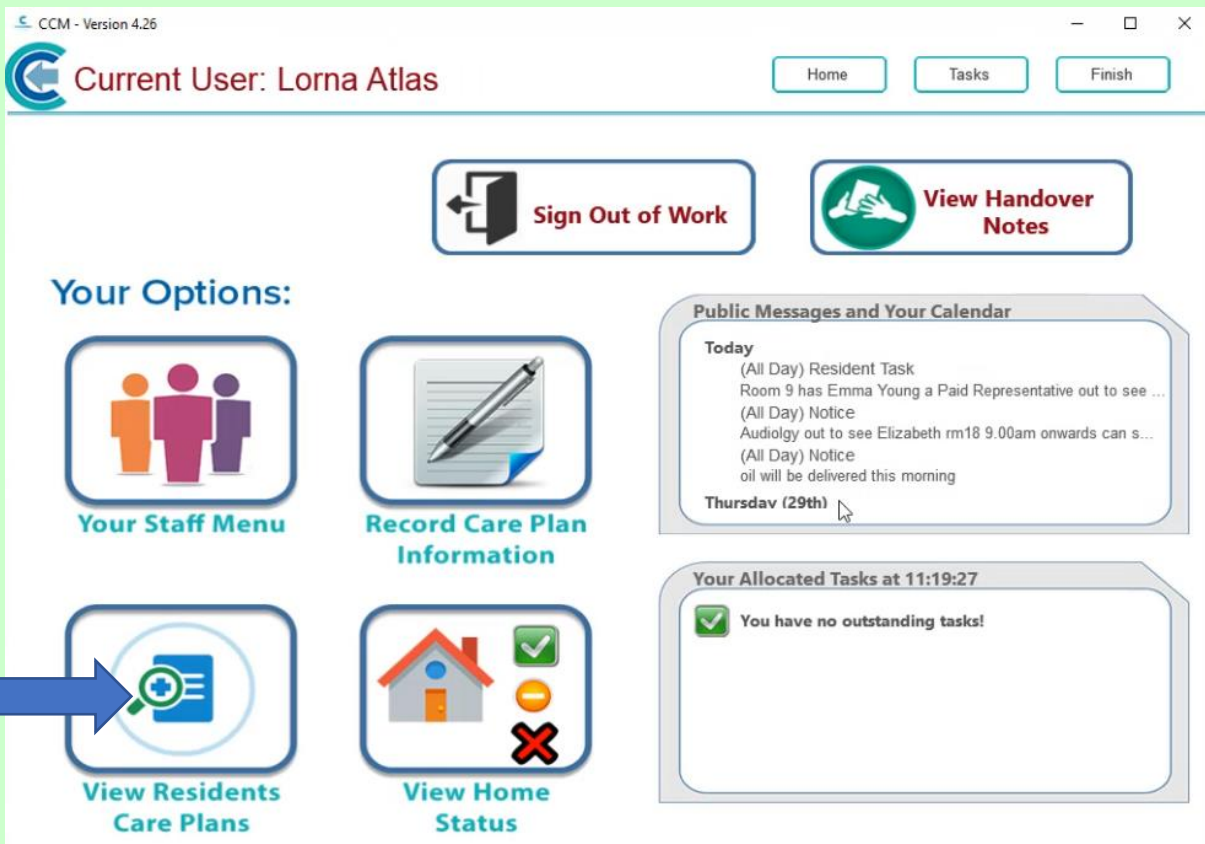 CCM - Version 4.26
Current User: Lorna Atlas
Home
Tasks
Finish
Sign Out of Work
View Handover
Notes
Your Options:
Your Staff Menu
Record Care Plan
Information
View Residents
Care Plans
View Home
Status
Public Messages and Your Calendar
Today
(All Day) Resident Task
Room 9 has Emma Young a Paid Representative out to see ...
(All Day) Notice
Audiolgy out to see Elizabeth rm18 9.00am onwards can s...
(All Day) Notice
oil will be delivered this morning
Thursday (29th)
Your Allocated Tasks at 11:19:27
You have no outstanding tasks!